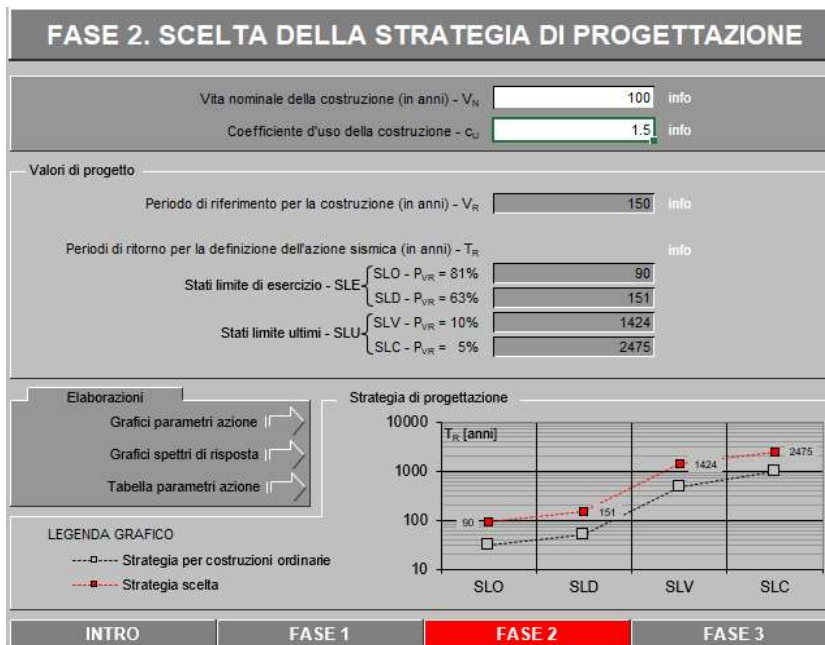 FASE 2. SCELTA DELLA STRATEGIA DI PROGETTAZIONE
Vita nominale della costruzione (in anni) - VN 100 info
Coefficiente d'uso della costruzione - cU 1.5 info
Valori di progetto
Periodo di riferimento per la costruzione (in anni) - VR 150 info
Periodi di ritorno per la definizione dell'azione sismica (in anni) - TR info
Stati limite di esercizio - SLE
SLO - PVR = 81% 90
SLD - PVR = 63% 151
Stati limite ultimi - SLU
SLV - PVR = 10% 1424
SLC - PVR = 5% 2475
Elaborazioni
Grafici parametri azione
Grafici spettri di risposta
Tabella parametri azione
LEGENDA GRAFICO
Strategia per costruzioni ordinarie
Strategia scelta
Strategia di progettazione
TR [anni]
10000
1000
100
10
90
151
1424
2475
SLO SLD SLV SLC
INTRO FASE 1 FASE 2 FASE 3